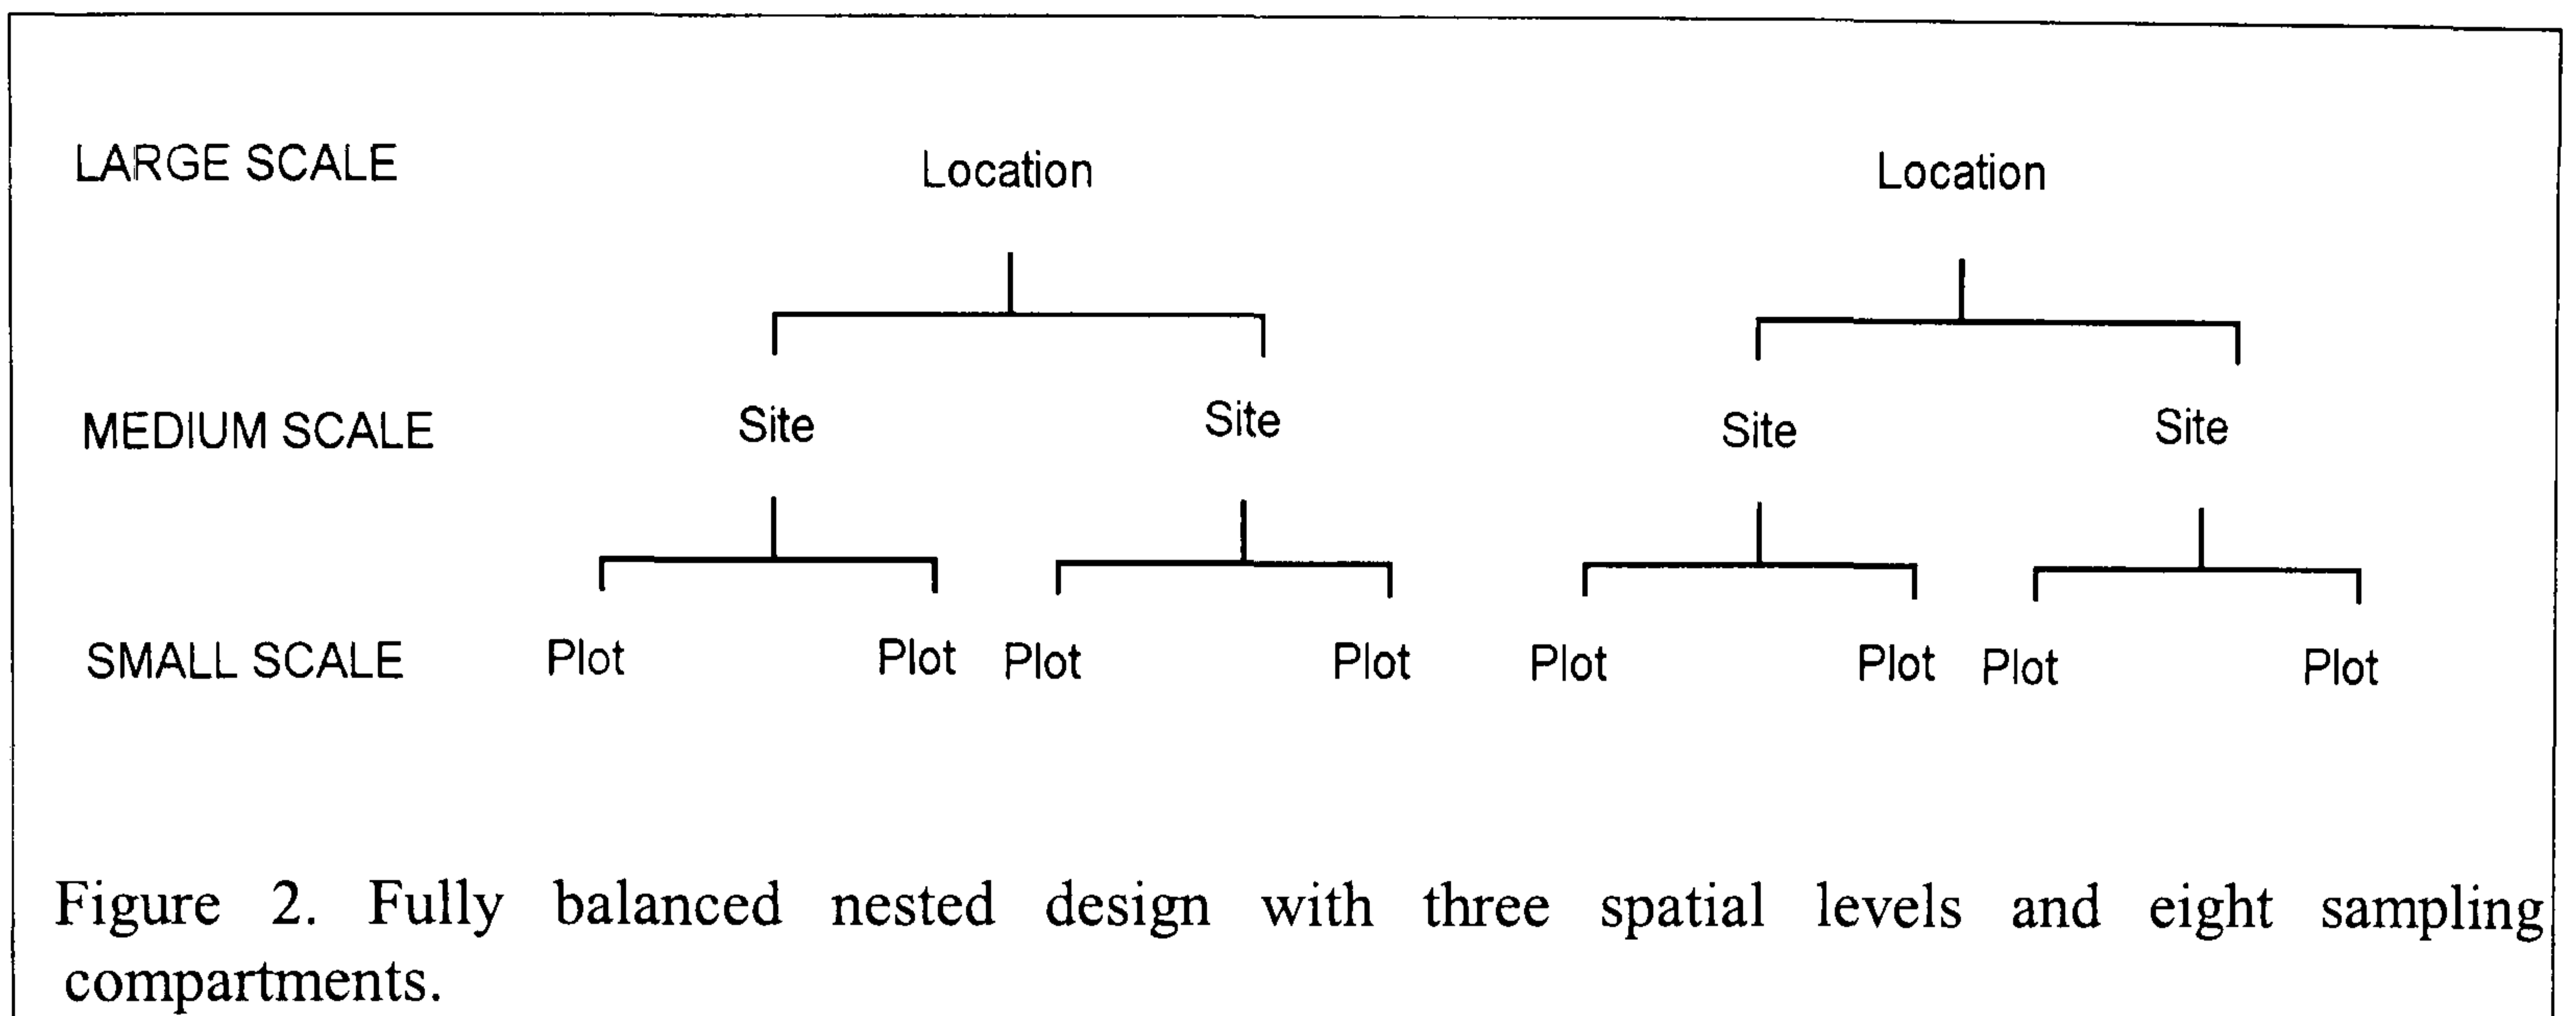 LARGE SCALE Location Location
MEDIUM SCALE Site Site Site Site
SMALL SCALE Plot Plot Plot Plot Plot Plot Plot Plot
Figure 2. Fully balanced nested design with three spatial levels and eight sampling
compartments.